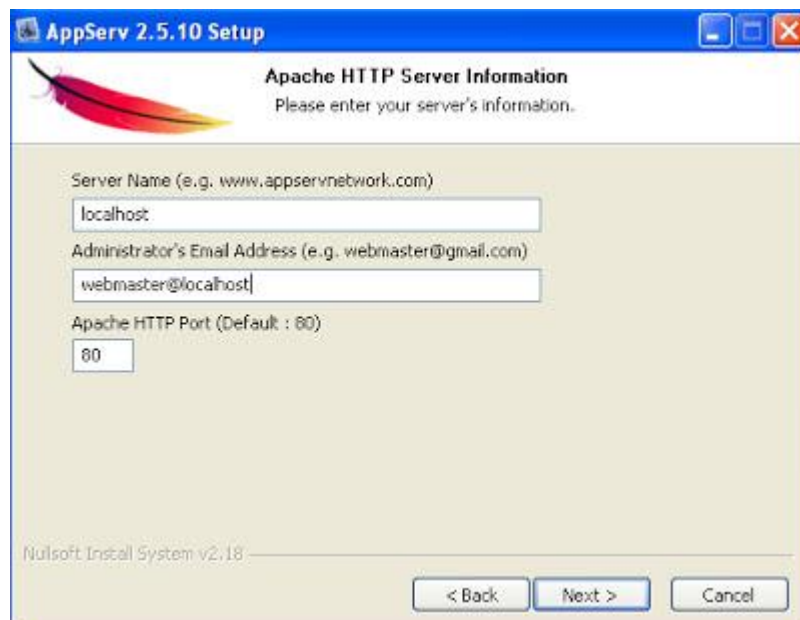 AppServ 2.5.10 Setup
Apache HTTP Server Information
Please enter your server's information.
Server Name (e.g. www.appservnetwork.com)
localhost
Administrator's Email Address (e.g. webmaster@gmail.com)
webmaster@localhost
Apache HTTP Port (Default : 80)
80
Nullsoft Install System v2.18
< Back Next > Cancel